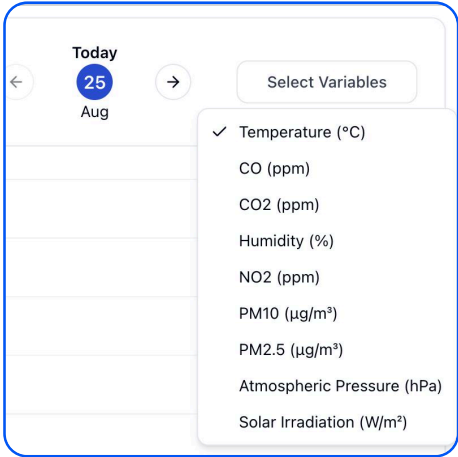 Today
25
Aug
Select Variables
Temperature (°C)
CO (ppm)
CO2 (ppm)
Humidity (%)
NO2 (ppm)
PM10 (µg/m³)
PM2.5 (µg/m³)
Atmospheric Pressure (hPa)
Solar Irradiation (W/m²)